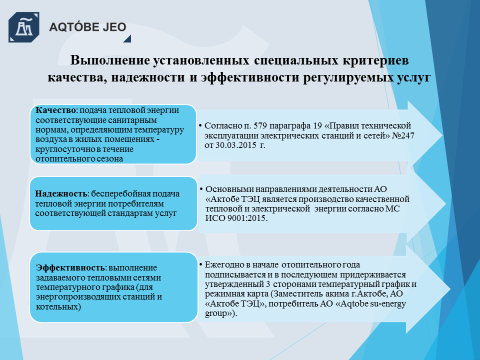 AQTÓBE JEO
Выполнение установленных специальных критериев
качества, надежности и эффективности регулируемых услуг
Качество: подача тепловой энергии
соответствующие санитарным
нормам, определяющим температуру
воздуха в жилых помещениях -
круглосуточно в течение
отопительного сезона
• Согласно п. 579 параграфа 19 «Правил технической
эксплуатации электрических станций и сетей» №247
от 30.03.2015 г.
Надежность: бесперебойная подача
тепловой энергии потребителям
соответствующей стандартам услуг
• Основными направлениями деятельности АО
«Актобе ТЭЦ является производство качественной
тепловой и электрической энергии согласно МС
ИСО 9001:2015.
Эффективность: выполнение
задаваемого тепловыми сетями
температурного графика (для
энергопроизводящих станций и
котельных)
• Ежегодно в начале отопительного года
подписывается и в последующем придерживается
утвержденный 3 сторонами температурный график и
режимная карта (Заместитель акима г.Актобе, АО
«Актобе ТЭЦ», потребитель АО «Aqtobe su-energy
group»).